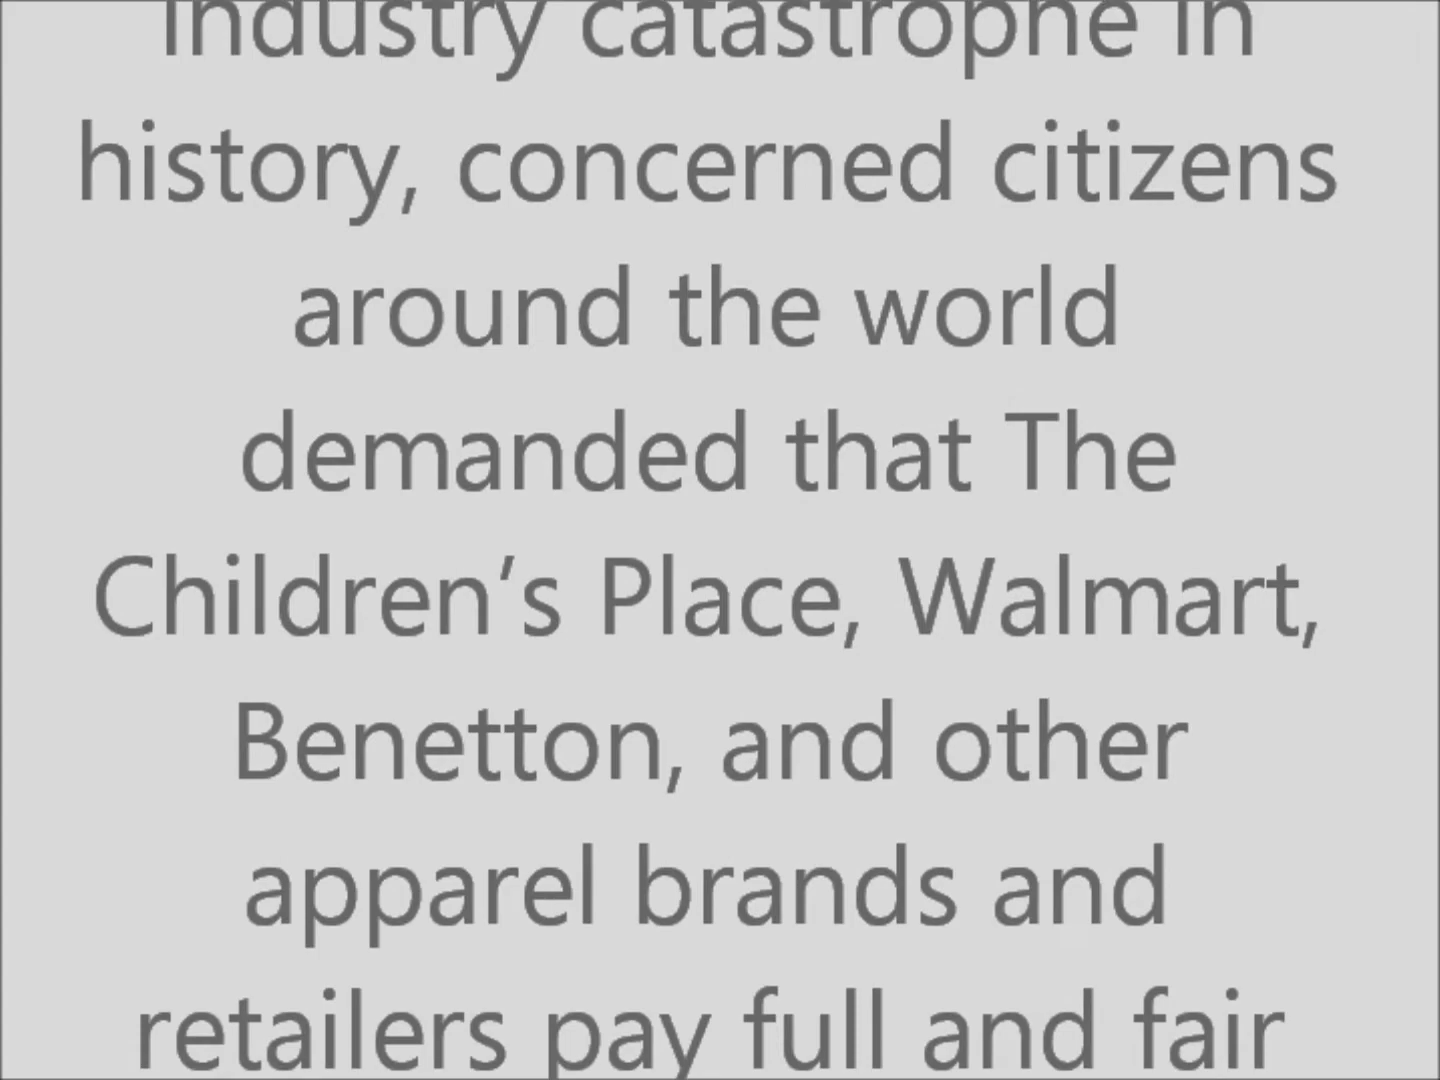 industry catastrophe in
history, concerned citizens
around the world
demanded that The
Children’s Place, Walmart,
Benetton, and other
apparel brands and
retailers pay full and fair